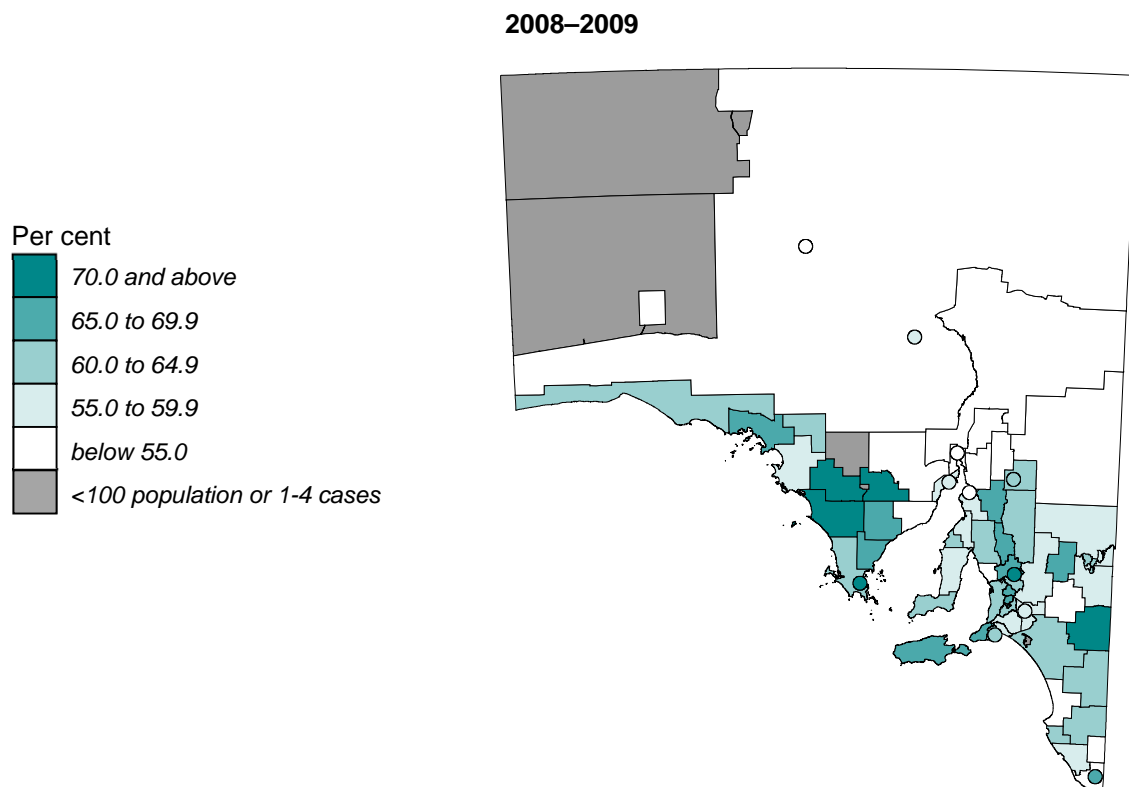 2008–2009
Per cent
70.0 and above
65.0 to 69.9
60.0 to 64.9
55.0 to 59.9
below 55.0
<100 population or 1-4 cases